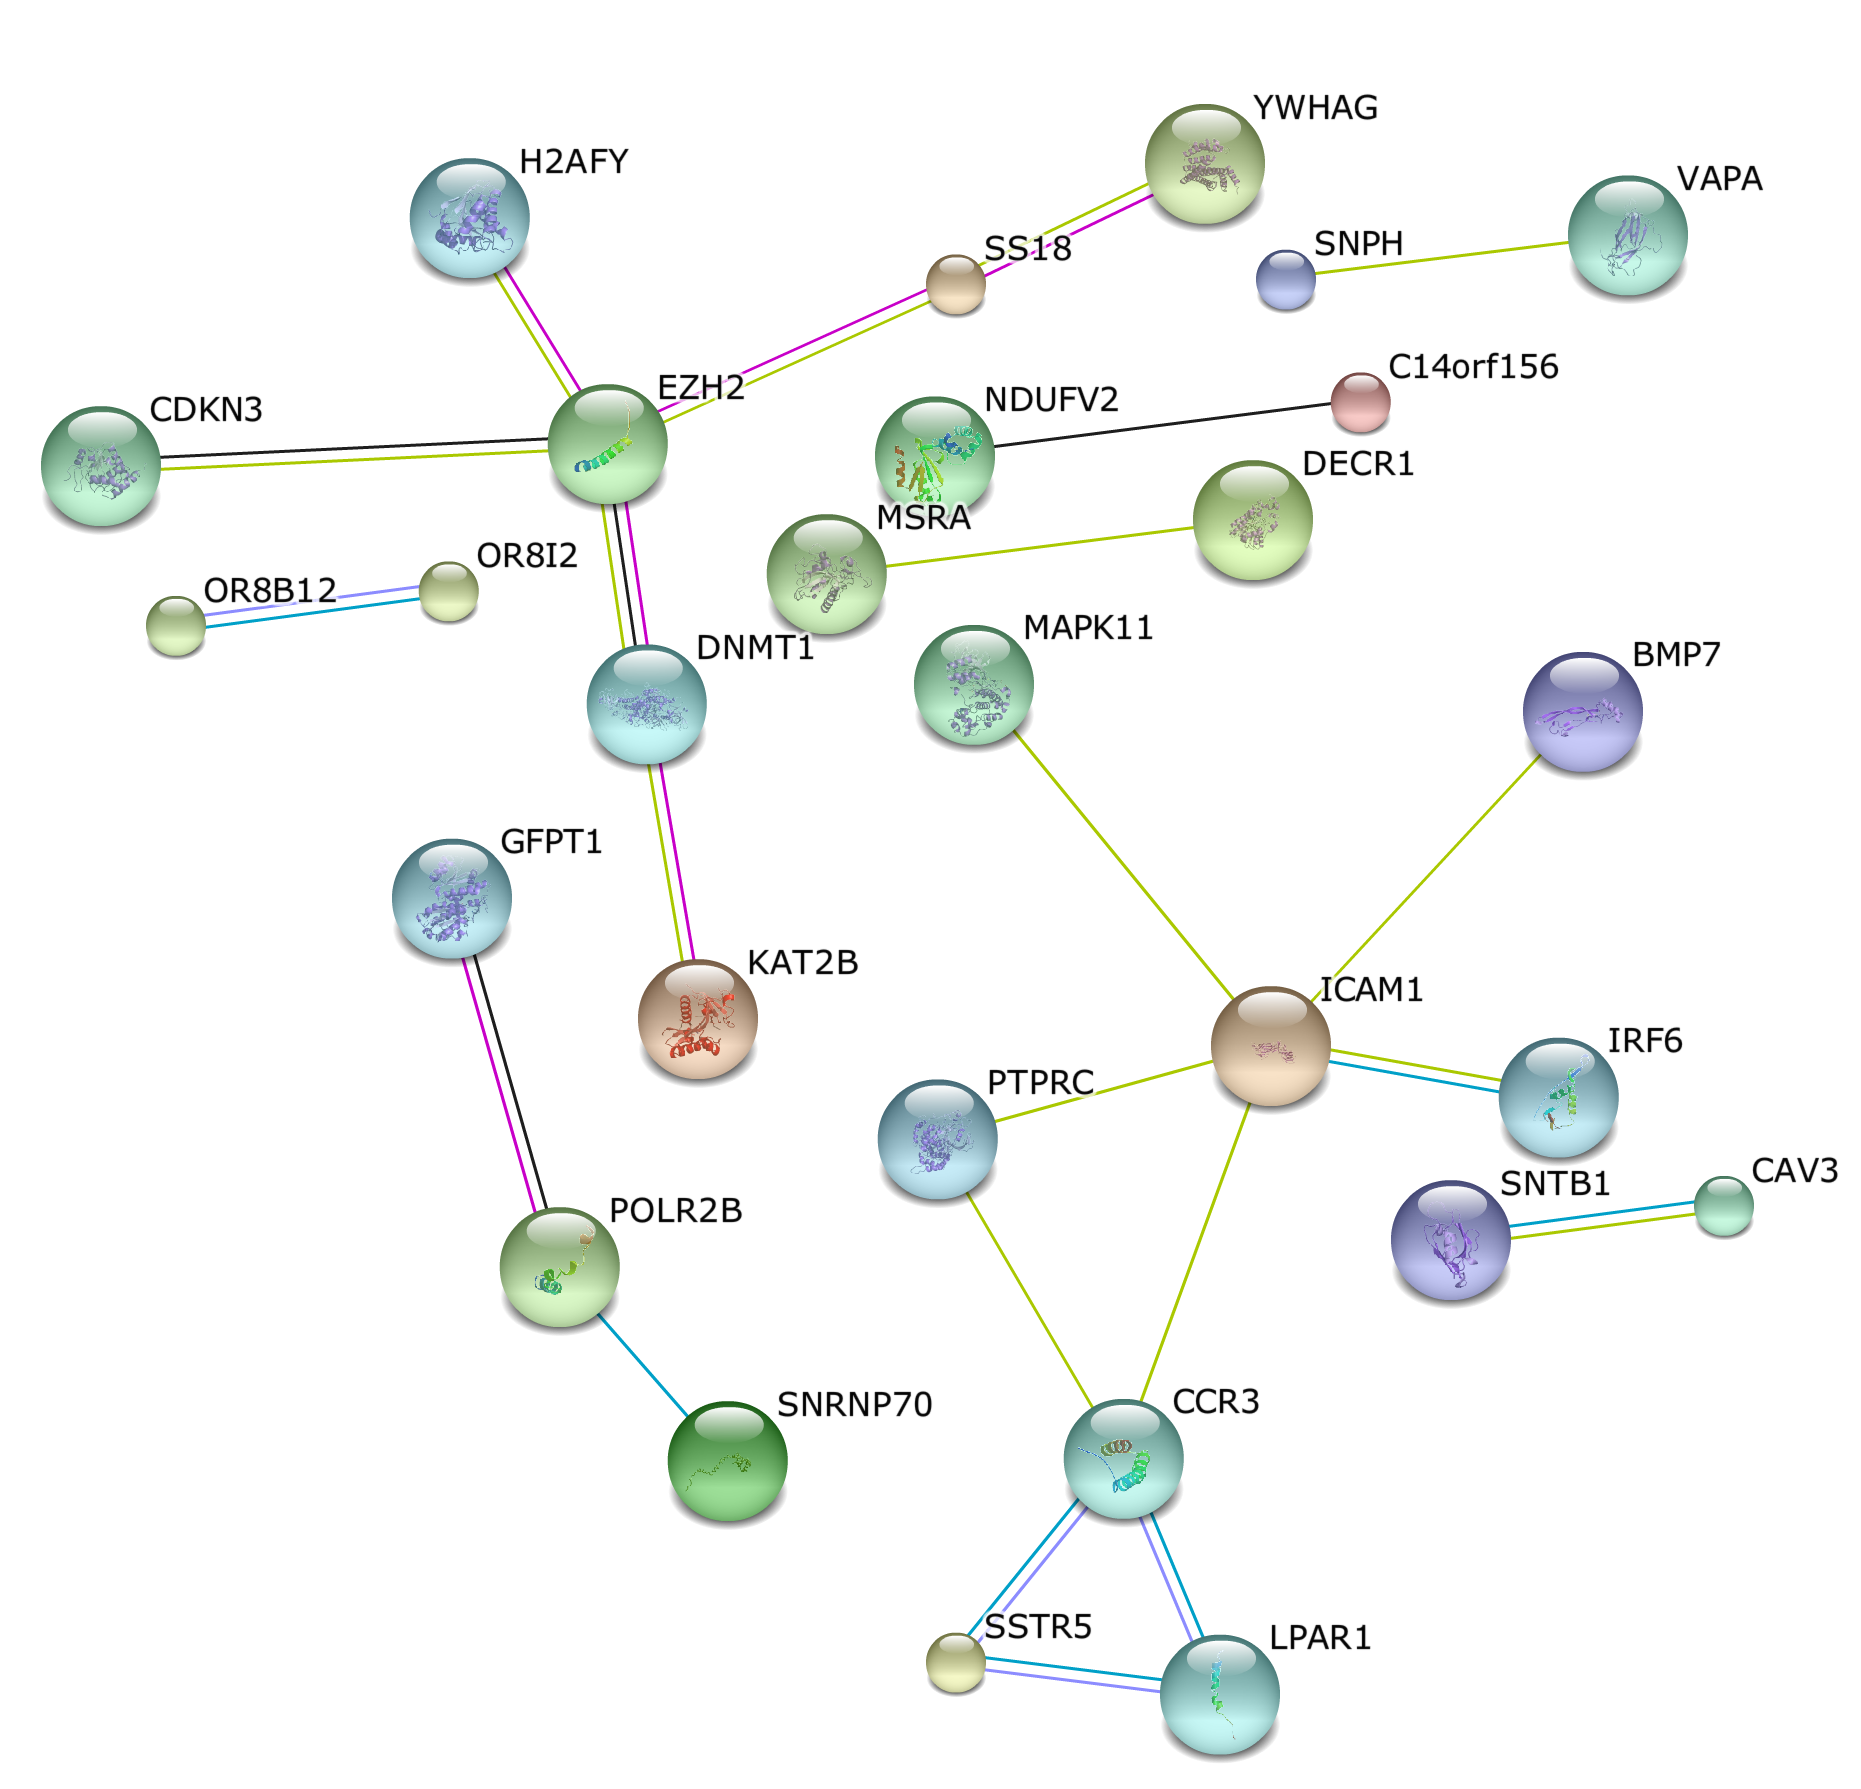 YWHAG
H2AFY
VAPA
SS18
SNPH
C14orf156
EZH2
NDUFV2
CDKN3
DECR1
MSRA
OR8I2
OR8B12
MAPK11
DNMT1
BMP7
GFPT1
KAT2B
ICAM1
IRF6
PTPRC
CAV3
SNTB1
POLR2B
CCR3
SNRNP70
SSTR5
LPAR1